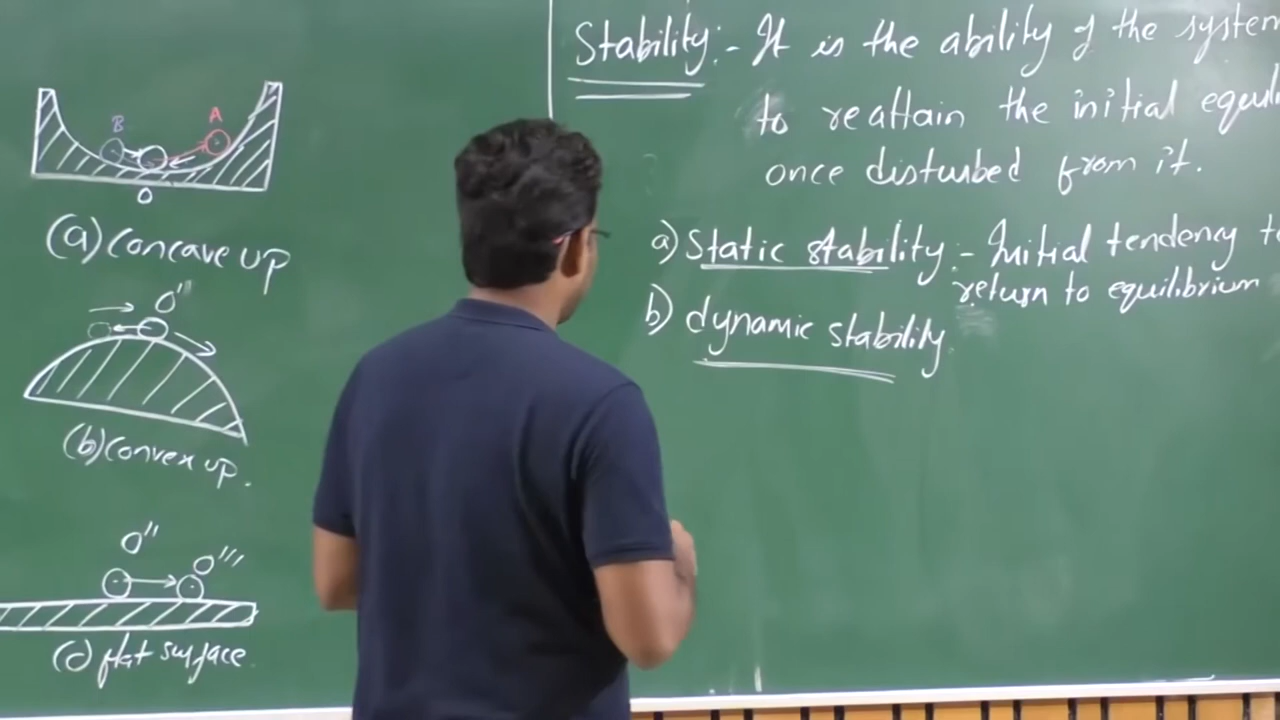 B
A
O
(a) Concave up
O'
(b) Convex up.
O''
O'''
(c) flat surface
Stability :- It is the ability of the system
to reattain the initial
once disturbed from it.
a) Static stability :- Initial tendency to
return to equilibrium
b) dynamic stability